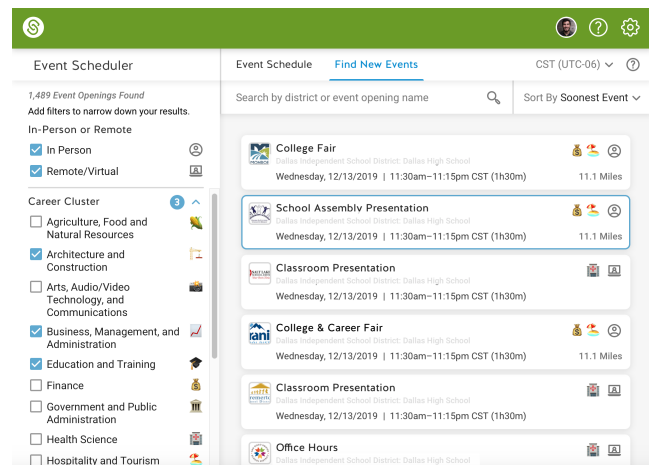 Event Scheduler
Event Schedule
Find New Events
CST (UTC-06)
1,489 Event Openings Found
Add filters to narrow down your results.
Search by district or event opening name
Sort By Soonest Event
In-Person or Remote
In Person
Remote/Virtual
Career Cluster
3
Agriculture, Food and
Natural Resources
Architecture and
Construction
Arts, Audio/Video
Technology, and
Communications
Business, Management, and
Administration
Education and Training
Finance
Government and Public
Administration
Health Science
Hospitality and Tourism
College Fair
Dallas Independent School District: Dallas High School
Wednesday, 12/13/2019 | 11:30am–11:15pm CST (1h30m)
11.1 Miles
School Assembly Presentation
Dallas Independent School District: Dallas High School
Wednesday, 12/13/2019 | 11:30am–11:15pm CST (1h30m)
11.1 Miles
Classroom Presentation
Dallas Independent School District: Dallas High School
Wednesday, 12/13/2019 | 11:30am–11:15pm CST (1h30m)
rani
College & Career Fair
Dallas Independent School District: Dallas High School
Wednesday, 12/13/2019 | 11:30am–11:15pm CST (1h30m)
11.1 Miles
Classroom Presentation
Dallas Independent School District: Dallas High School
Wednesday, 12/13/2019 | 11:30am–11:15pm CST (1h30m)
Office Hours
Dallas Independent School District: Dallas High School